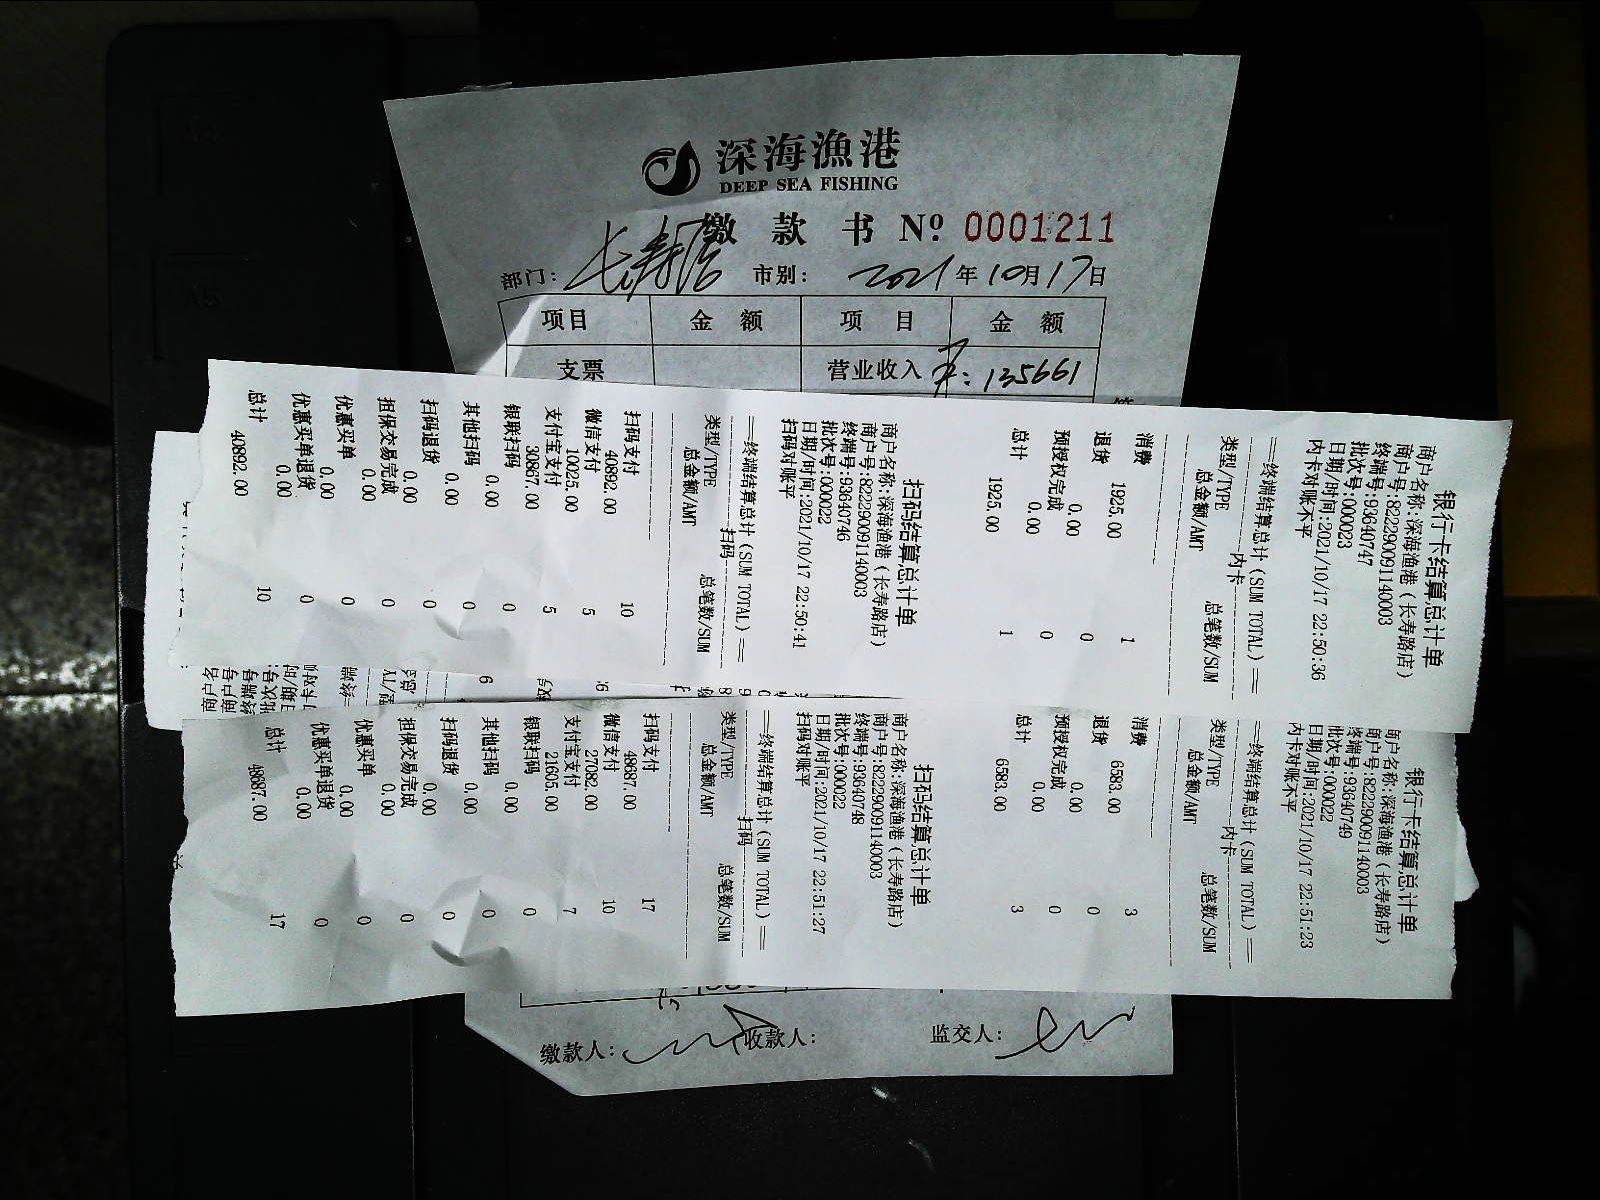 深海渔港
DEEP SEA FISHING
缴款书 Nº 0001211
部门: 长寿店 市别: 2021年10月17日
项目 金额 项目 金额
支票 营业收入 135661
银行卡结算总计单
商户名称:深海渔港(长寿路店)
商户号:822290091140003
终端号:93640747
批次号:000023
日期/时间:2021/10/17 22:50:36
内卡对账不平
==终端结算总计(SUM TOTAL)==
内卡
类型/TYPE 总笔数/SUM
总金额/AMT
消费 1
1925.00
退货 0
0.00
预授权完成 0
0.00
总计 1
1925.00
扫码结算总计单
商户名称:深海渔港(长寿路店)
商户号:822290091140003
终端号:93640746
批次号:000022
日期/时间:2021/10/17 22:50:41
扫码对账平
==终端结算总计(SUM TOTAL)==
扫码
类型/TYPE 总笔数/SUM
总金额/AMT
扫码支付 10
40892.00
微信支付 5
10025.00
支付宝支付 5
30867.00
银联扫码 0
0.00
其他扫码 0
0.00
扫码退货 0
0.00
担保交易完成 0
0.00
优惠买单 0
0.00
优惠买单退货 0
0.00
总计 10
40892.00
银行卡结算总计单
商户名称:深海渔港(长寿路店)
商户号:822290091140003
终端号:93640749
批次号:000022
日期/时间:2021/10/17 22:51:23
内卡对账不平
==终端结算总计(SUM TOTAL)==
内卡
类型/TYPE 总笔数/SUM
总金额/AMT
消费 3
6583.00
退货 0
0.00
预授权完成 0
0.00
总计 3
6583.00
扫码结算总计单
商户名称:深海渔港(长寿路店)
商户号:822290091140003
终端号:93640748
批次号:000022
日期/时间:2021/10/17 22:51:27
扫码对账平
==终端结算总计(SUM TOTAL)==
扫码
类型/TYPE 总笔数/SUM
总金额/AMT
扫码支付 17
48687.00
微信支付 10
27082.00
支付宝支付 7
21605.00
银联扫码 0
0.00
其他扫码 0
0.00
扫码退货 0
0.00
担保交易完成 0
0.00
优惠买单 0
0.00
优惠买单退货 0
0.00
总计 17
48687.00
缴款人: 收款人: 监交人: